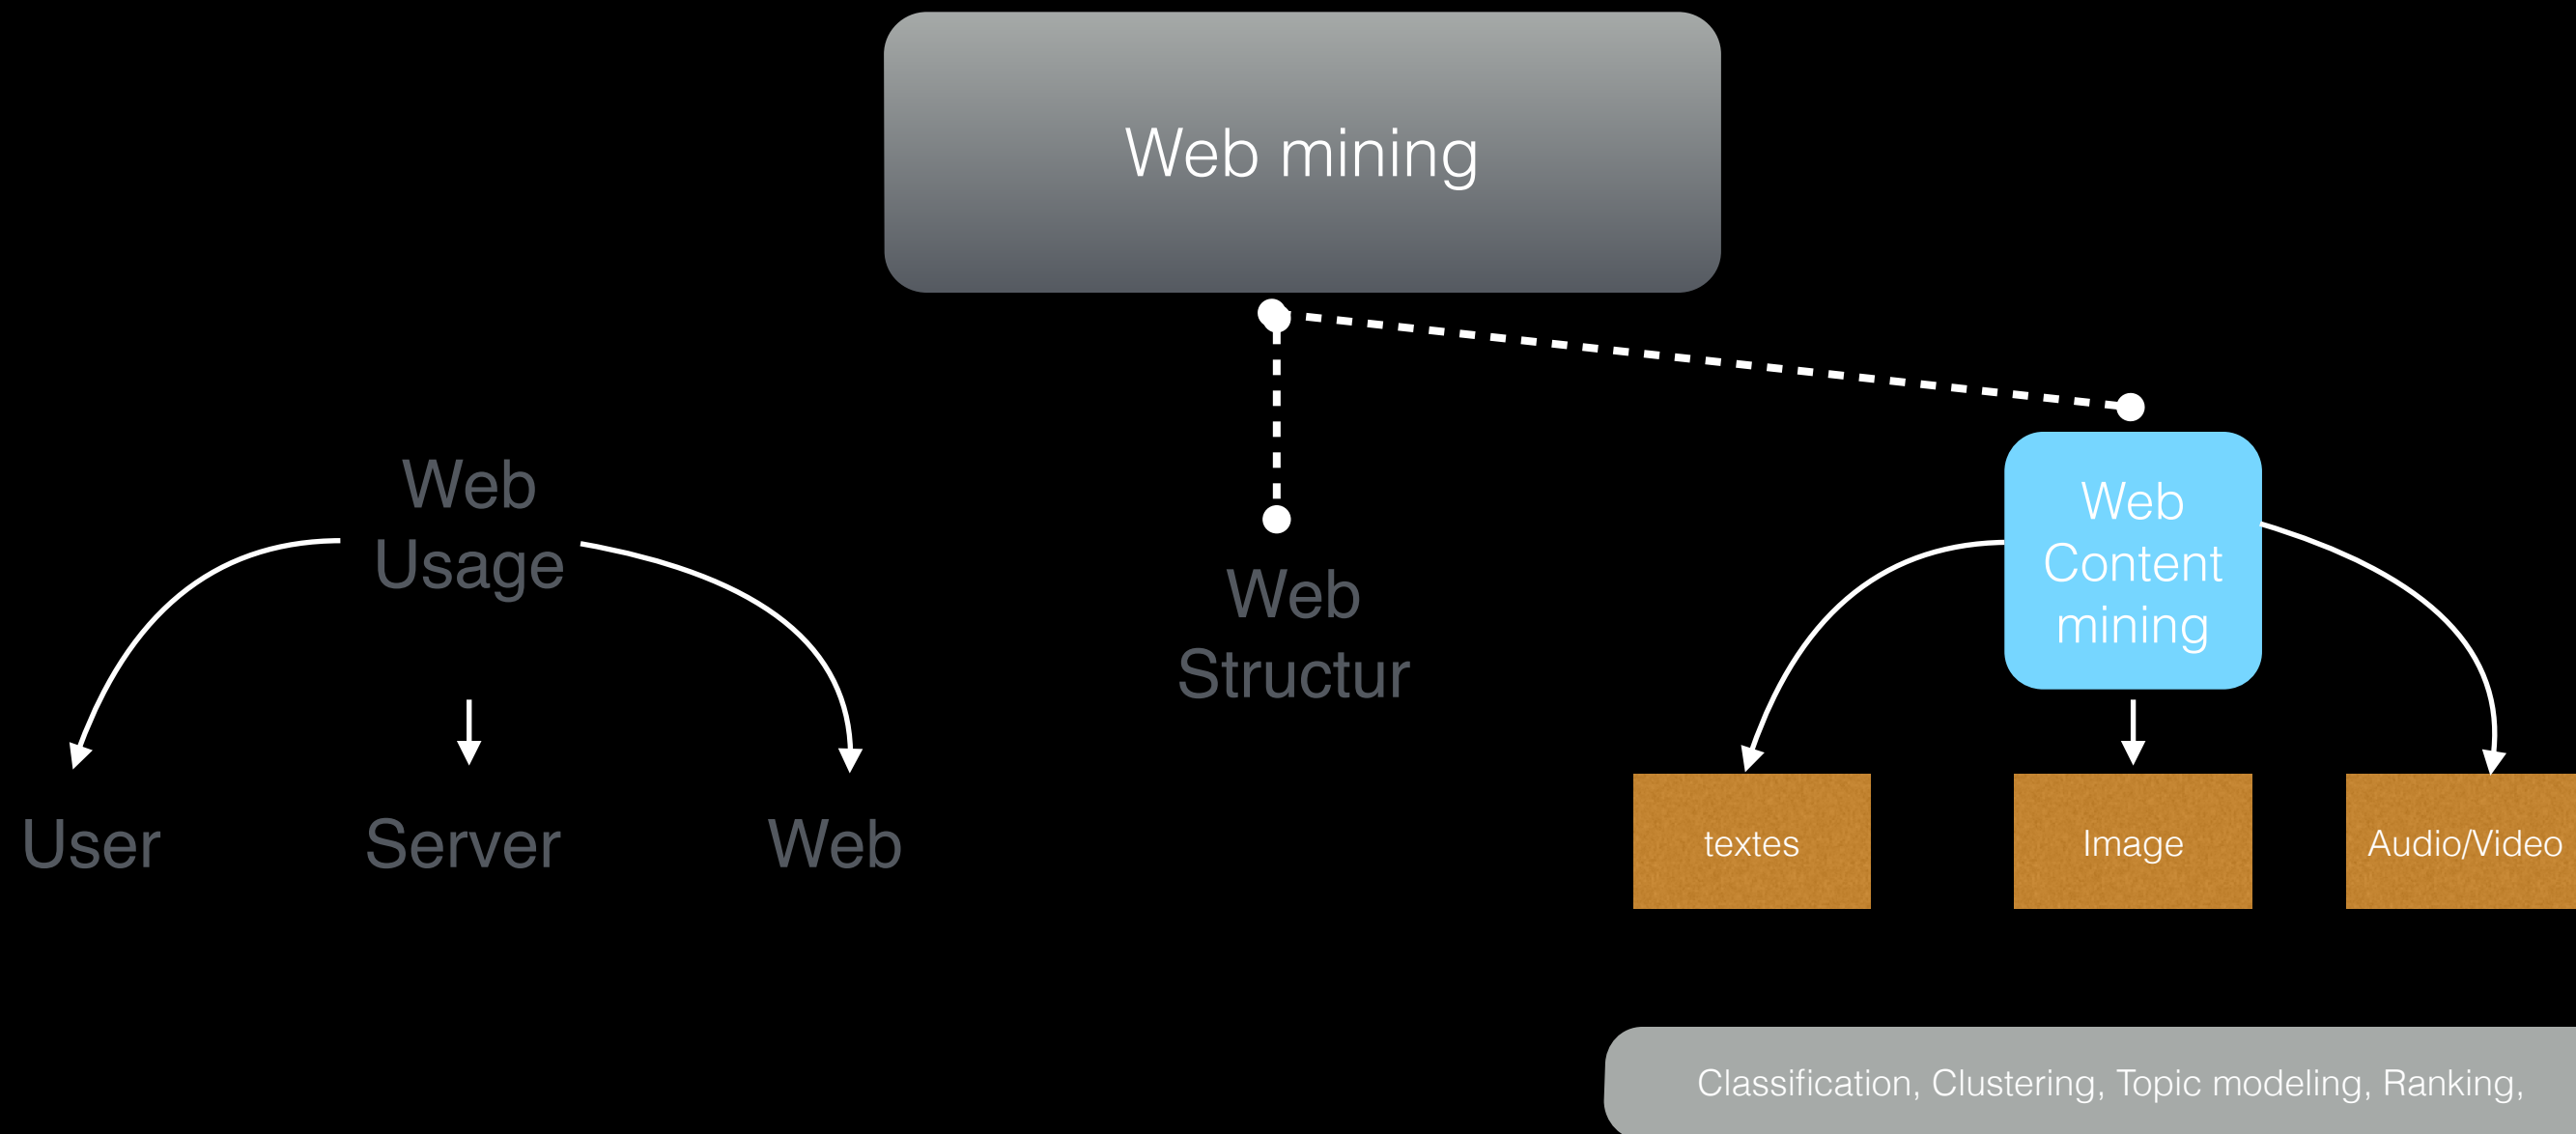 Web mining
Web
Usage
Web
Structur
Web
Content
mining
User
Server
Web
textes
Image
Audio/Video
Classification, Clustering, Topic modeling, Ranking,